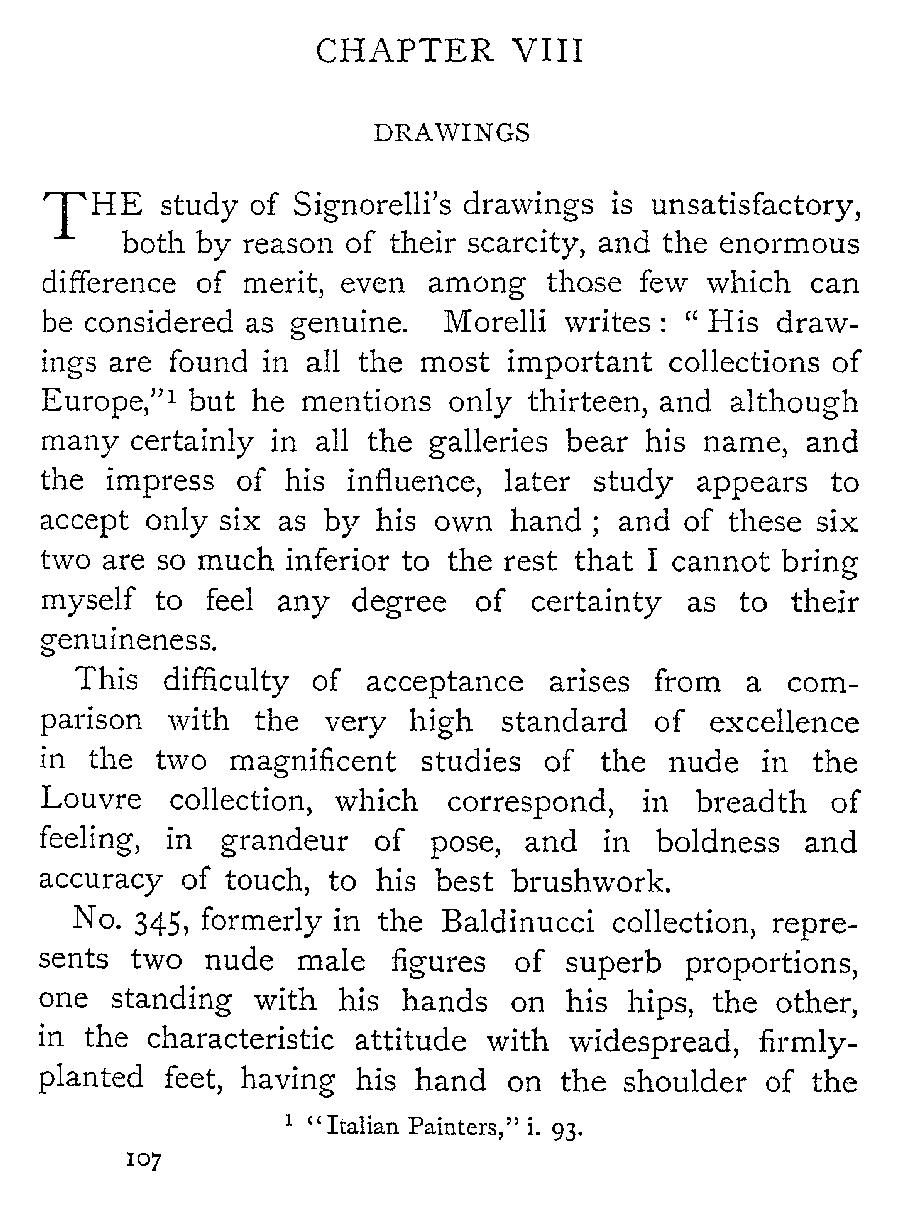 CHAPTER VIII
DRAWINGS
THE study of Signorelli's drawings is unsatisfactory,
both by reason of their scarcity, and the enormous
difference of merit, even among those few which can
be considered as genuine. Morelli writes: “ His draw-
ings are found in all the most important collections of
Europe,”¹ but he mentions only thirteen, and although
many certainly in all the galleries bear his name, and
the impress of his influence, later study appears to
accept only six as by his own hand ; and of these six
two are so much inferior to the rest that I cannot bring
myself to feel any degree of certainty as to their
genuineness.
This difficulty of acceptance arises from a com-
parison with the very high standard of excellence
in the two magnificent studies of the nude in the
Louvre collection, which correspond, in breadth of
feeling, in grandeur of pose, and in boldness and
accuracy of touch, to his best brushwork.
No. 345, formerly in the Baldinucci collection, repre-
sents two nude male figures of superb proportions,
one standing with his hands on his hips, the other,
in the characteristic attitude with widespread, firmly-
planted feet, having his hand on the shoulder of the
¹ “Italian Painters,” i. 93.
107